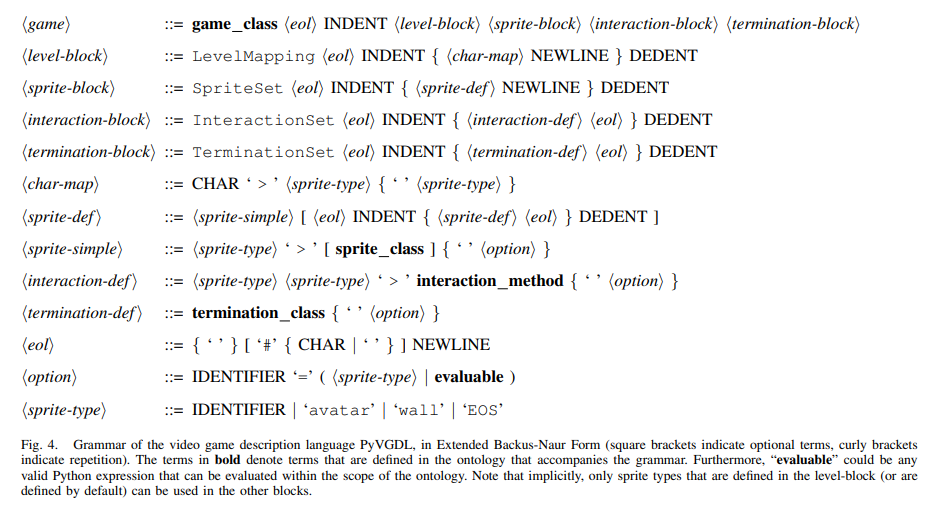 ⟨game⟩ ::= game_class ⟨eol⟩ INDENT ⟨level-block⟩ ⟨sprite-block⟩ ⟨interaction-block⟩ ⟨termination-block⟩
⟨level-block⟩ ::= LevelMapping ⟨eol⟩ INDENT { ⟨char-map⟩ NEWLINE } DEDENT
⟨sprite-block⟩ ::= SpriteSet ⟨eol⟩ INDENT { ⟨sprite-def⟩ NEWLINE } DEDENT
⟨interaction-block⟩ ::= InteractionSet ⟨eol⟩ INDENT { ⟨interaction-def⟩ ⟨eol⟩ } DEDENT
⟨termination-block⟩ ::= TerminationSet ⟨eol⟩ INDENT { ⟨termination-def⟩ ⟨eol⟩ } DEDENT
⟨char-map⟩ ::= CHAR ‘ > ’ ⟨sprite-type⟩ { ‘ ’ ⟨sprite-type⟩ }
⟨sprite-def⟩ ::= ⟨sprite-simple⟩ [ ⟨eol⟩ INDENT { ⟨sprite-def⟩ ⟨eol⟩ } DEDENT ]
⟨sprite-simple⟩ ::= ⟨sprite-type⟩ ‘ > ’ [ sprite_class ] { ‘ ’ ⟨option⟩ }
⟨interaction-def⟩ ::= ⟨sprite-type⟩ ⟨sprite-type⟩ ‘ > ’ interaction_method { ‘ ’ ⟨option⟩ }
⟨termination-def⟩ ::= termination_class { ‘ ’ ⟨option⟩ }
⟨eol⟩ ::= { ‘ ’ } [ ‘#’ { CHAR | ‘ ’ } ] NEWLINE
⟨option⟩ ::= IDENTIFIER ‘=’ ( ⟨sprite-type⟩ | evaluable )
⟨sprite-type⟩ ::= IDENTIFIER | ‘avatar’ | ‘wall’ | ‘EOS’
Fig. 4. Grammar of the video game description language PyVGDL, in Extended Backus-Naur Form (square brackets indicate optional terms, curly brackets
indicate repetition). The terms in bold denote terms that are defined in the ontology that accompanies the grammar. Furthermore, “evaluable” could be any
valid Python expression that can be evaluated within the scope of the ontology. Note that implicitly, only sprite types that are defined in the level-block (or are
defined by default) can be used in the other blocks.